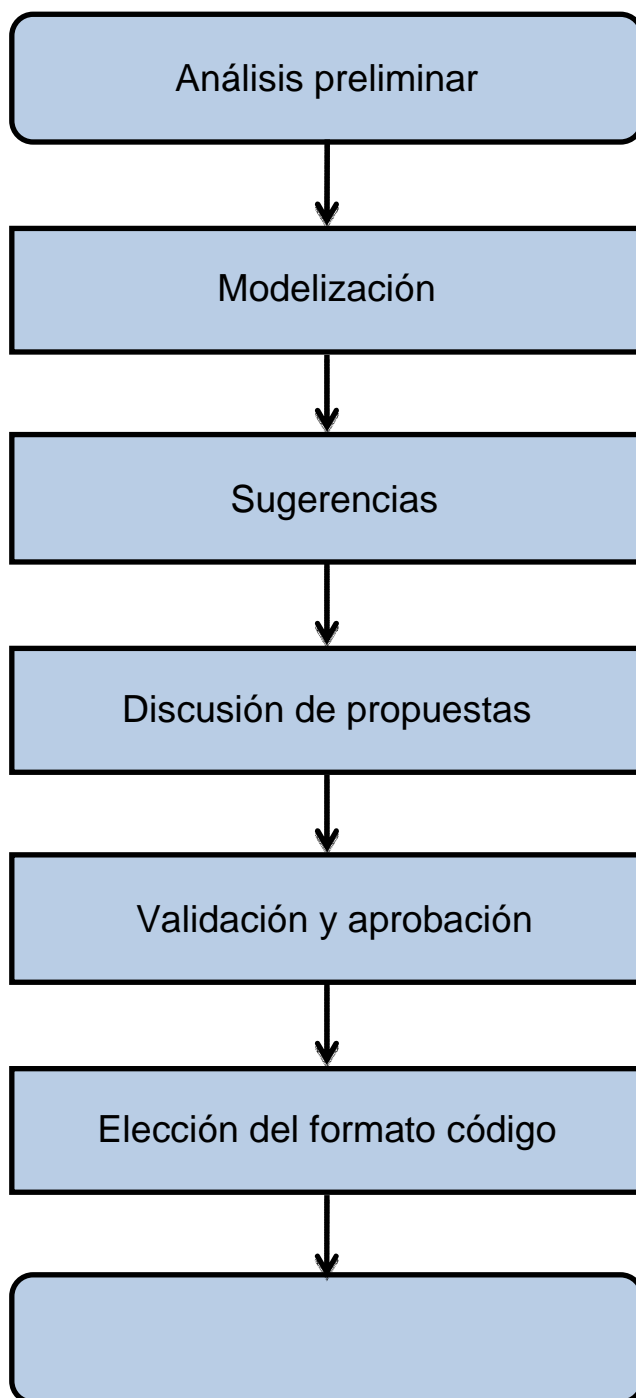 Análisis preliminar
Modelización
Sugerencias
Discusión de propuestas
Validación y aprobación
Elección del formato código